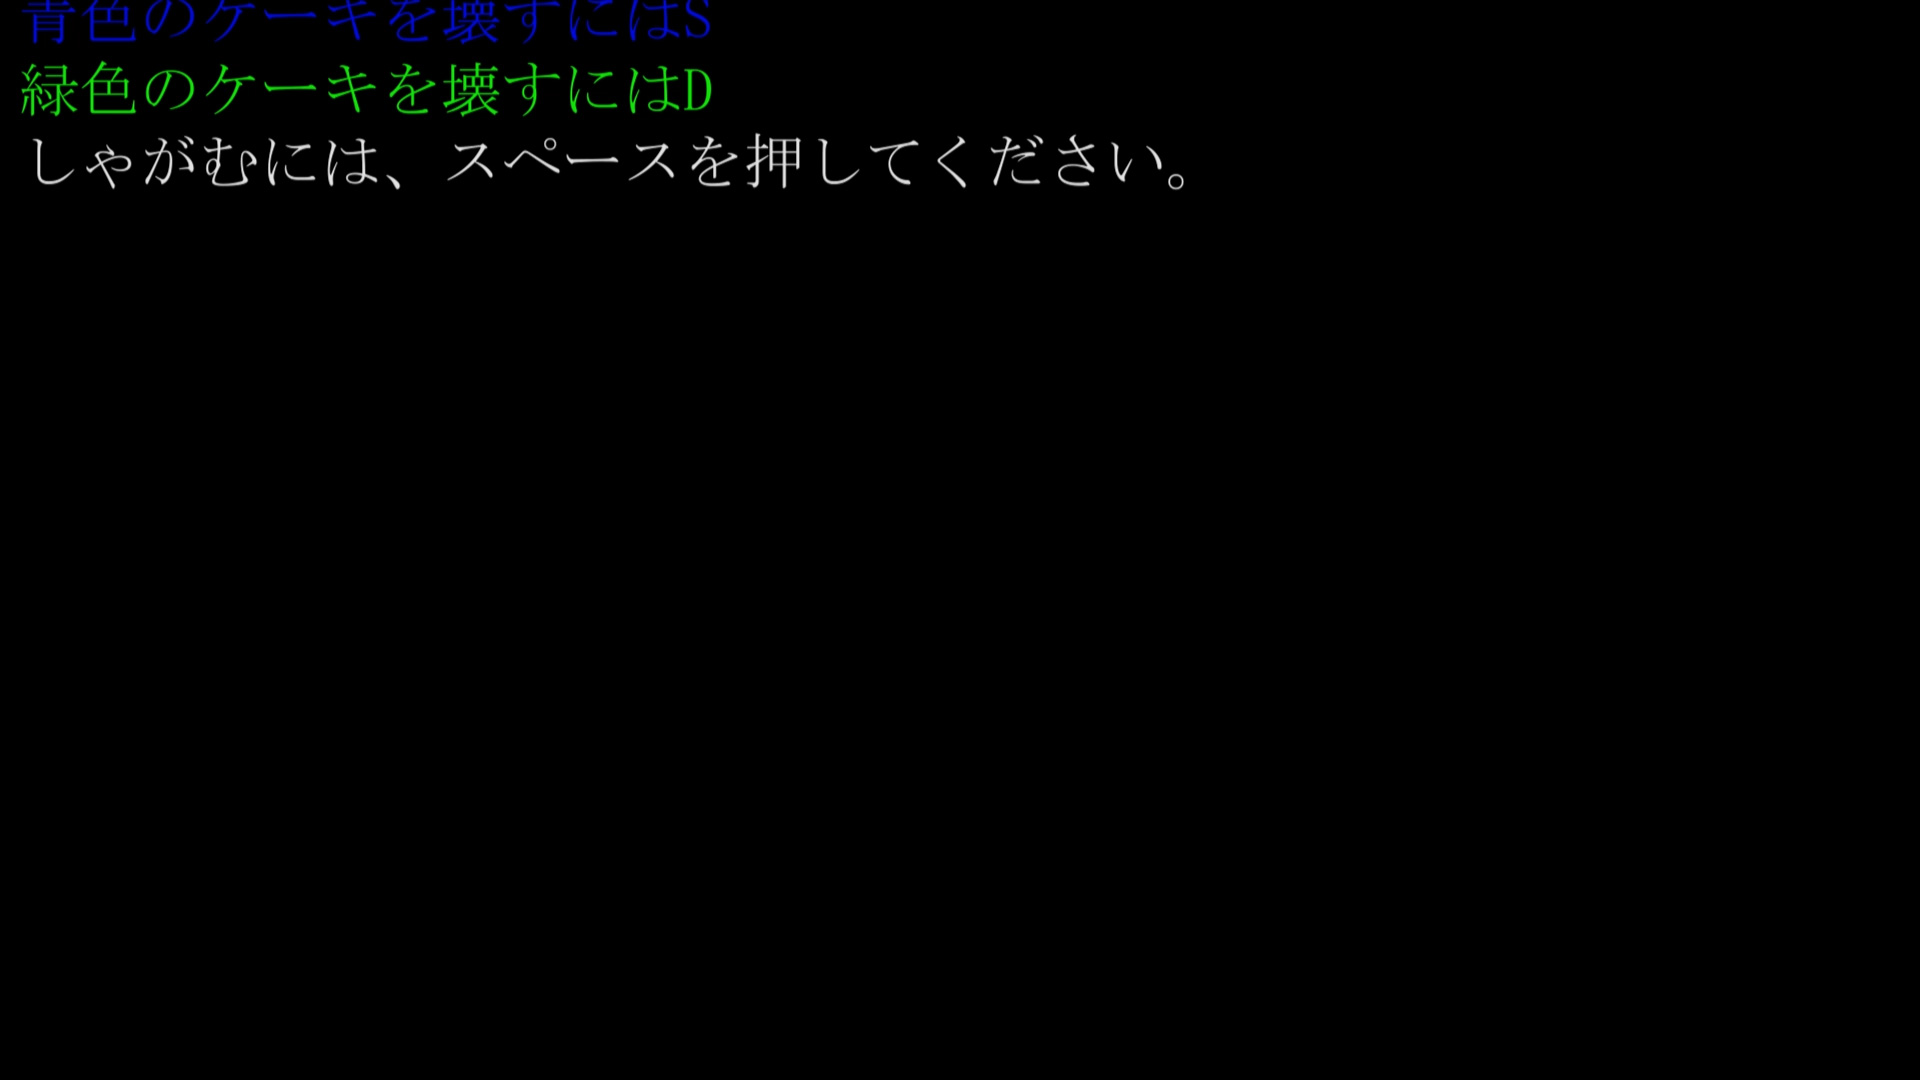 青色のケーキを壊すにはS
緑色のケーキを壊すにはD
しゃがむには、スペースを押してください。